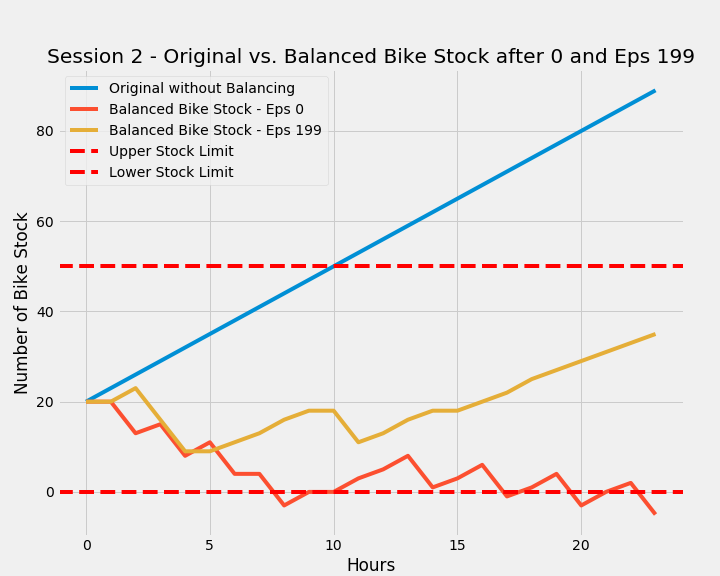 Session 2 - Original vs. Balanced Bike Stock after 0 and Eps 199
Original without Balancing
Balanced Bike Stock - Eps 0
Balanced Bike Stock - Eps 199
Upper Stock Limit
Lower Stock Limit
Number of Bike Stock
80
60
40
20
0
0 5 10 15 20
Hours